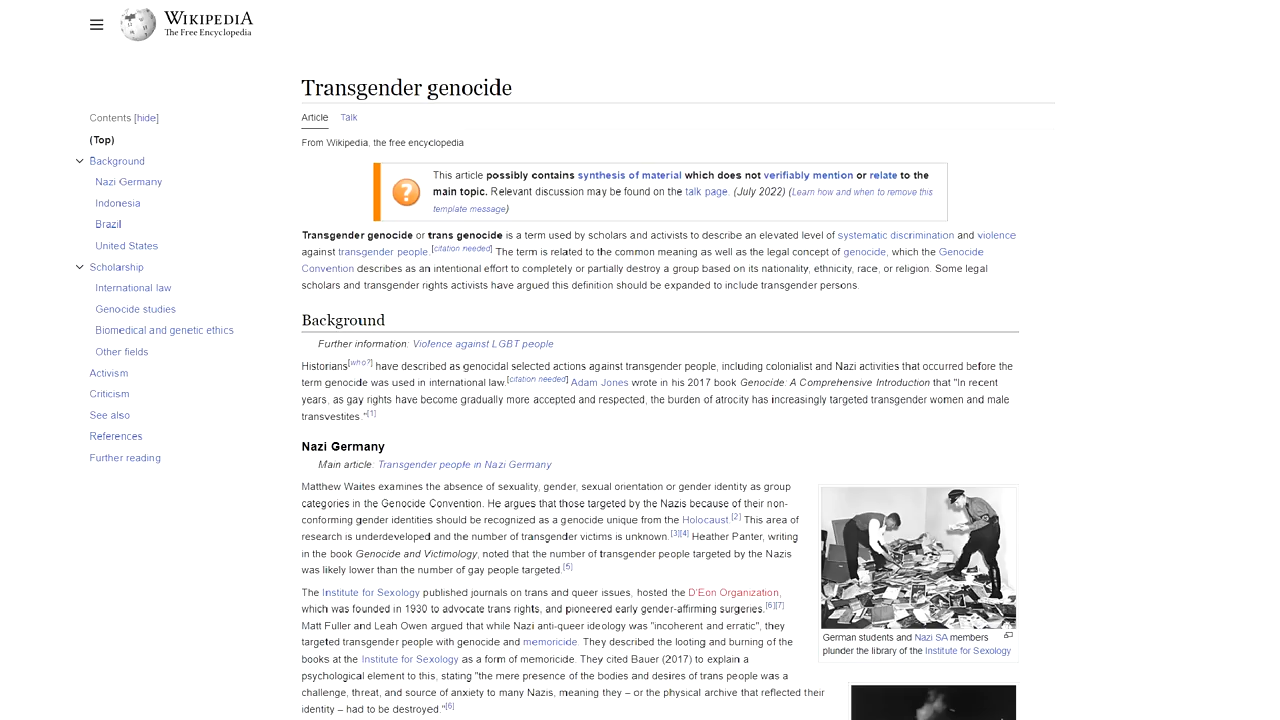 WIKIPEDIA
The Free Encyclopedia
Transgender genocide
Contents [hide]
(Top)
Background
Nazi Germany
Indonesia
Brazil
United States
Scholarship
International law
Genocide studies
Biomedical and genetic ethics
Other fields
Activism
Criticism
See also
References
Further reading
Article Talk
From Wikipedia, the free encyclopedia
This article possibly contains synthesis of material which does not verifiably mention or relate to the
main topic. Relevant discussion may be found on the talk page. (July 2022) (Learn how and when to remove this
template message)
Transgender genocide or trans genocide is a term used by scholars and activists to describe an elevated level of systematic discrimination and violence
against transgender people.[citation needed] The term is related to the common meaning as well as the legal concept of genocide, which the Genocide
Convention describes as an intentional effort to completely or partially destroy a group based on its nationality, ethnicity, race, or religion. Some legal
scholars and transgender rights activists have argued this definition should be expanded to include transgender persons.
Background
Further information: Violence against LGBT people
Historians[who?] have described as genocidal selected actions against transgender people, including colonialist and Nazi activities that occurred before the
term genocide was used in international law.[citation needed] Adam Jones wrote in his 2017 book Genocide: A Comprehensive Introduction that "In recent
years, as gay rights have become gradually more accepted and respected, the burden of atrocity has increasingly targeted transgender women and male
transvestites."[1]
Nazi Germany
Main article: Transgender people in Nazi Germany
Matthew Waites examines the absence of sexuality, gender, sexual orientation or gender identity as group
categories in the Genocide Convention. He argues that those targeted by the Nazis because of their non-
conforming gender identities should be recognized as a genocide unique from the Holocaust.[2] This area of
research is underdeveloped and the number of transgender victims is unknown.[3][4] Heather Panter, writing
in the book Genocide and Victimology, noted that the number of transgender people targeted by the Nazis
was likely lower than the number of gay people targeted.[5]
The Institute for Sexology published journals on trans and queer issues, hosted the D'Eon Organization,
which was founded in 1930 to advocate trans rights, and pioneered early gender-affirming surgeries.[6][7]
Matt Fuller and Leah Owen argued that while Nazi anti-queer ideology was "incoherent and erratic", they
targeted transgender people with genocide and memoricide. They described the looting and burning of the
books at the Institute for Sexology as a form of memoricide. They cited Bauer (2017) to explain a
psychological element to this, stating "the mere presence of the bodies and desires of trans people was a
challenge, threat, and source of anxiety to many Nazis, meaning they – or the physical archive that reflected their
identity – had to be destroyed."[6]
German students and Nazi SA members
plunder the library of the Institute for Sexology